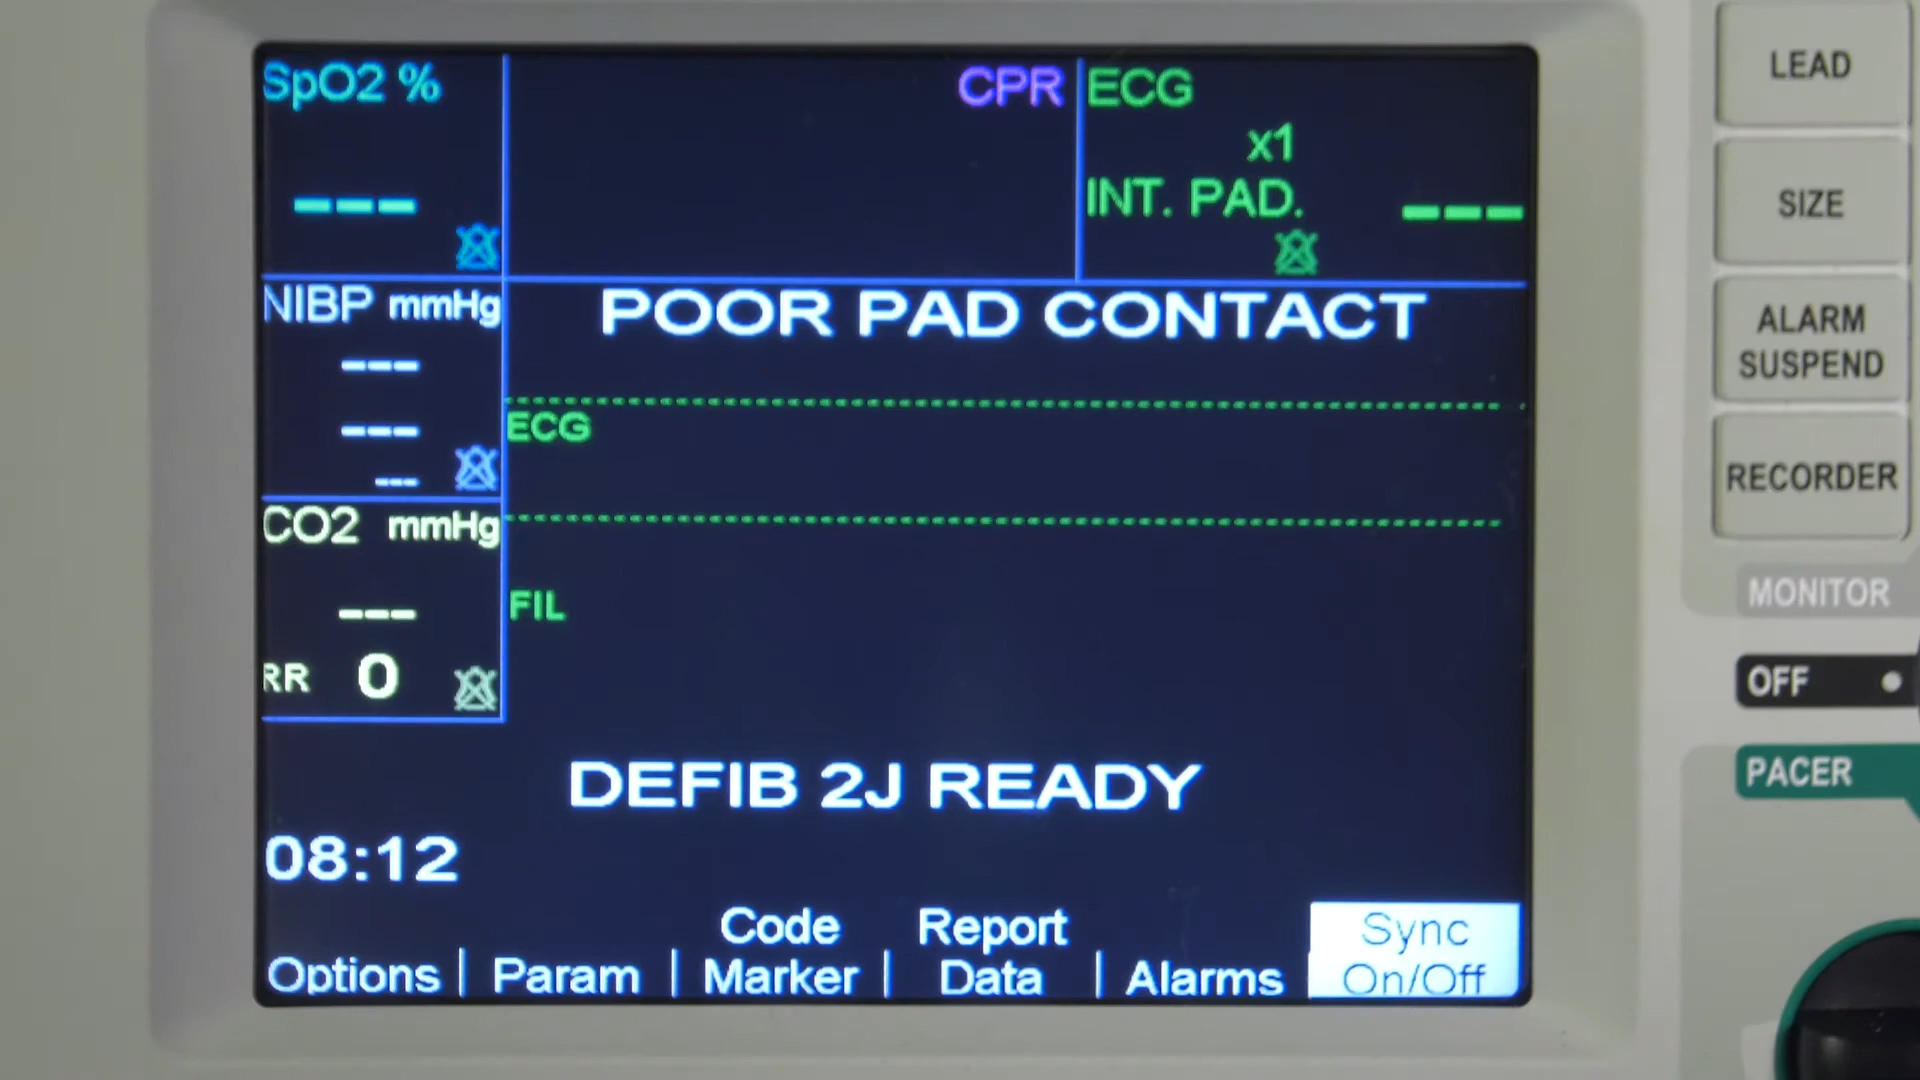 SpO2 %
---
CPR
ECG
x1
INT. PAD.
---
NIBP mmHg
---
---
---
POOR PAD CONTACT
ECG
CO2 mmHg
---
RR 0
FIL
DEFIB 2J READY
08:12
Options
Param
Code
Marker
Report
Data
Alarms
Sync
On/Off
LEAD
SIZE
ALARM
SUSPEND
RECORDER
MONITOR
OFF
PACER